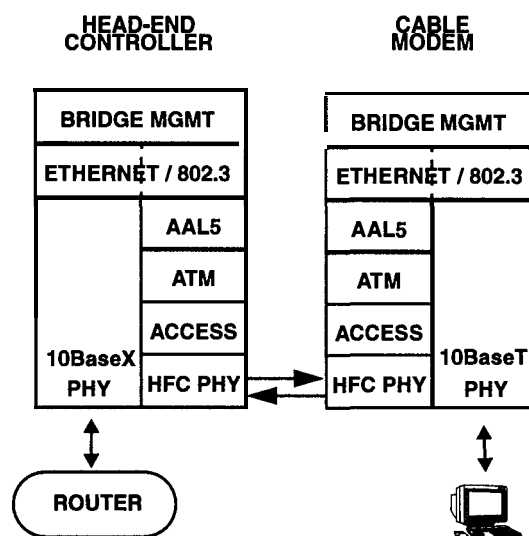 HEAD-END
CONTROLLER
BRIDGE MGMT
ETHERNET / 802.3
AAL5
ATM
ACCESS
10BaseX
PHY
HFC PHY
ROUTER
CABLE
MODEM
BRIDGE MGMT
ETHERNET / 802.3
AAL5
ATM
ACCESS
HFC PHY
10BaseT
PHY